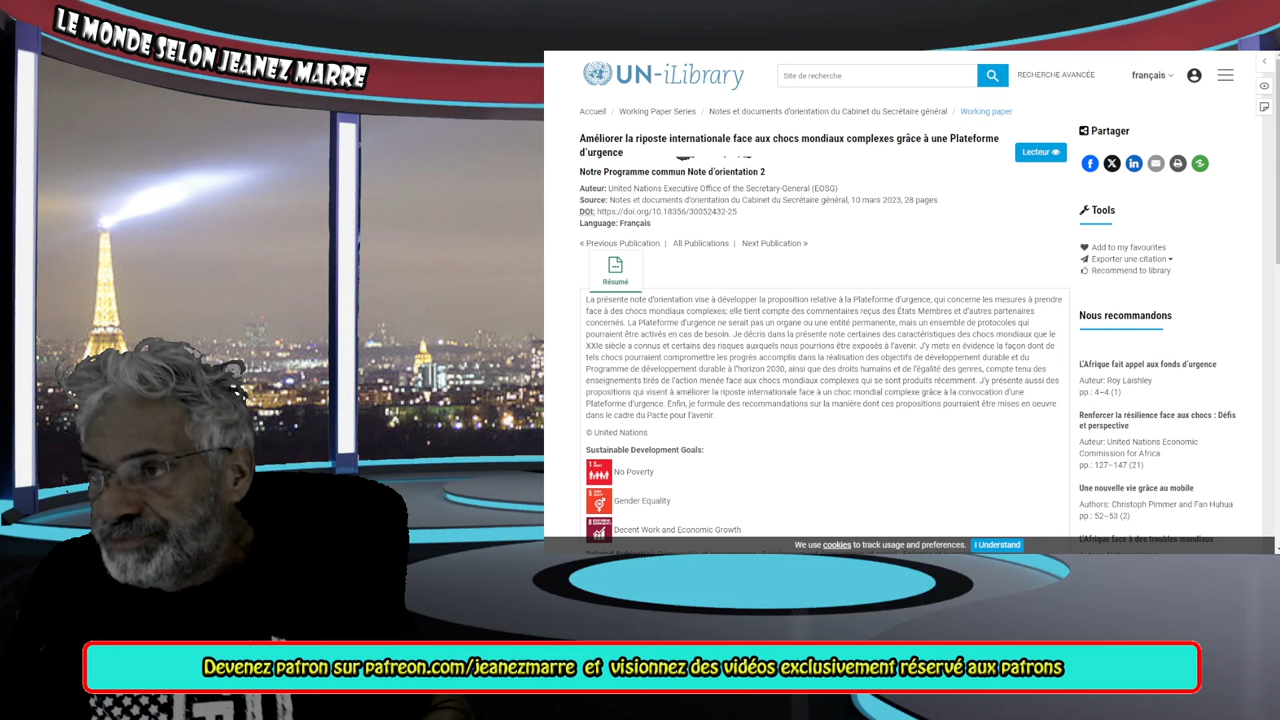 LE MONDE SELON JEANEZ MARRE
UN-iLibrary
Site de recherche
RECHERCHE AVANCÉE
français
Accueil / Working Paper Series / Notes et documents d'orientation du Cabinet du Secrétaire général / Working paper
Améliorer la riposte internationale face aux chocs mondiaux complexes grâce à une Plateforme
d'urgence
Lecteur
Notre Programme commun Note d'orientation 2
Auteur: United Nations Executive Office of the Secretary-General (EOSG)
Source: Notes et documents d'orientation du Cabinet du Secrétaire général, 10 mars 2023, 28 pages
DOI: https://doi.org/10.18356/30052432-25
Language: Français
« Previous Publication | All Publications | Next Publication »
Résumé
La présente note d'orientation vise à développer la proposition relative à la Plateforme d'urgence, qui concerne les mesures à prendre
face à des chocs mondiaux complexes; elle tient compte des commentaires reçus des États Membres et d'autres partenaires
concernés. La Plateforme d'urgence ne serait pas un organe ou une entité permanente, mais un ensemble de protocoles qui
pourraient être activés en cas de besoin. Je décris dans la présente note certaines des caractéristiques des chocs mondiaux que le
XXIe siècle a connus et certains des risques auxquels nous pourrions être exposés à l'avenir. J'y mets en évidence la façon dont de
tels chocs pourraient compromettre les progrès accomplis dans la réalisation des objectifs de développement durable et du
Programme de développement durable à l'horizon 2030, ainsi que des droits humains et de l'égalité des genres, compte tenu des
enseignements tirés de l'action menée face aux chocs mondiaux complexes qui se sont produits récemment. J'y présente aussi des
propositions qui visent à améliorer la riposte internationale face à un choc mondial complexe grâce à la convocation d'une
Plateforme d'urgence. Enfin, je formule des recommandations sur la manière dont ces propositions pourraient être mises en oeuvre
dans le cadre du Pacte pour l'avenir.
© United Nations
Sustainable Development Goals:
No Poverty
Gender Equality
Decent Work and Economic Growth
Partager
Tools
Add to my favourites
Exporter une citation
Recommend to library
Nous recommandons
L'Afrique fait appel aux fonds d'urgence
Auteur: Roy Laishley
pp.: 4–4 (1)
Renforcer la résilience face aux chocs : Défis
et perspective
Auteur: United Nations Economic
Commission for Africa
pp.: 127–147 (21)
Une nouvelle vie grâce au mobile
Authors: Christoph Pimmer and Fan Huhua
pp.: 52–53 (2)
L'Afrique face à des troubles mondiaux
We use cookies to track usage and preferences. I Understand
Devenez patron sur patreon.com/jeanezmarre et visionnez des vidéos exclusivement réservé aux patrons